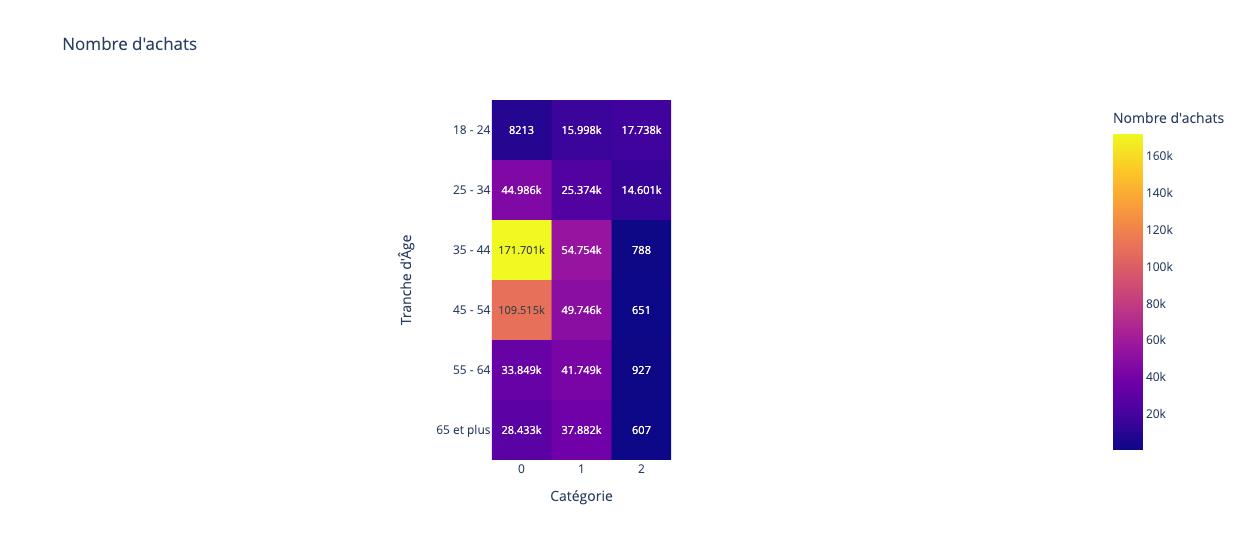 Nombre d'achats
Nombre d'achats
160k
140k
120k
100k
80k
60k
40k
20k
Tranche d'Âge
18 - 24 8213 15.998k 17.738k
25 - 34 44.986k 25.374k 14.601k
35 - 44 171.701k 54.754k 788
45 - 54 109.515k 49.746k 651
55 - 64 33.849k 41.749k 927
65 et plus 28.433k 37.882k 607
0 1 2
Catégorie